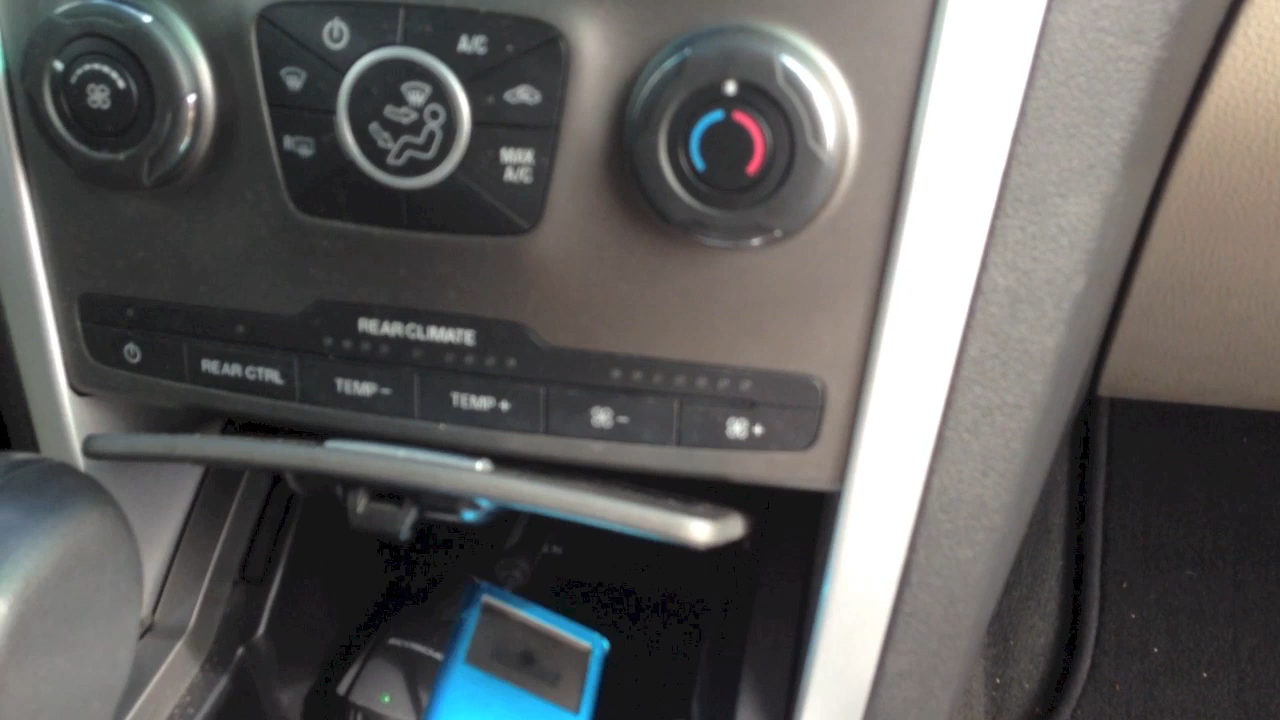 A/C
MAX
A/C
REAR CLIMATE
REAR CTRL
TEMP -
TEMP +
-
+